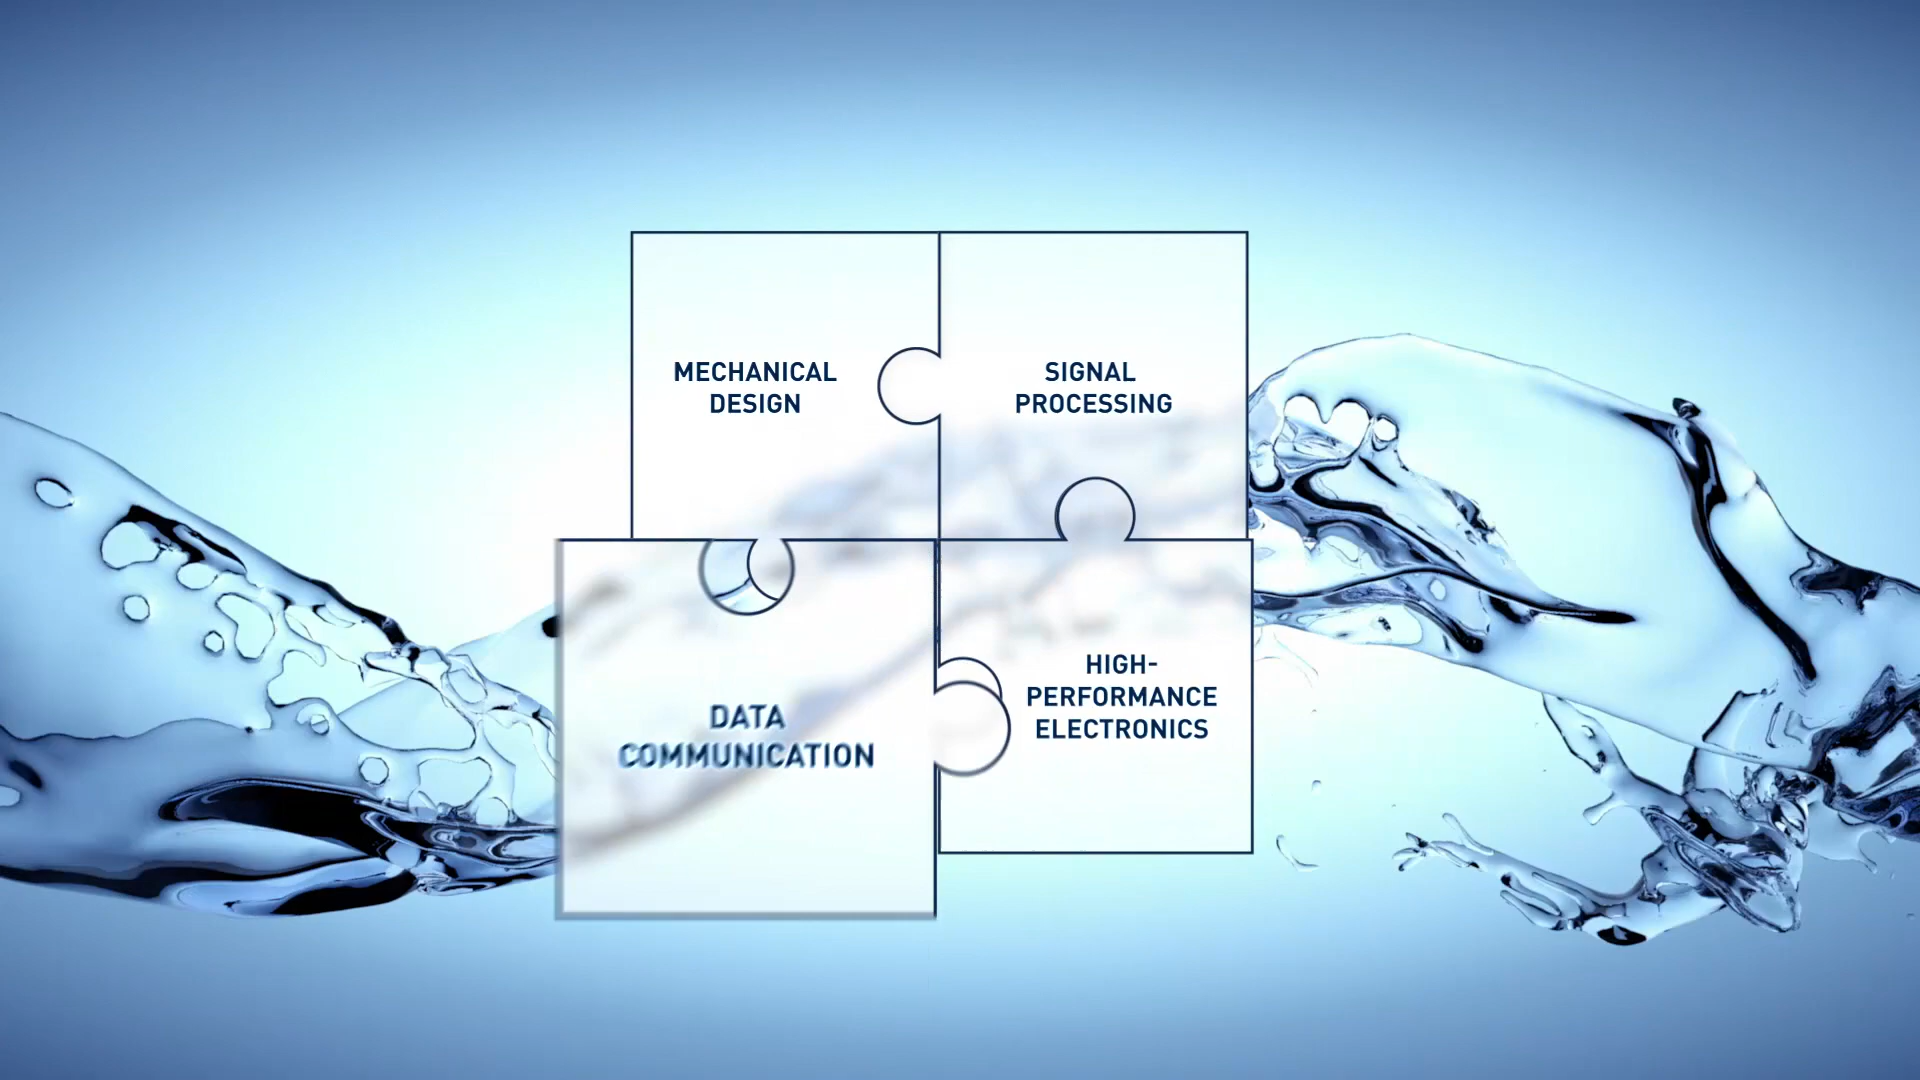 MECHANICAL
DESIGN
SIGNAL
PROCESSING
DATA
COMMUNICATION
HIGH-
PERFORMANCE
ELECTRONICS